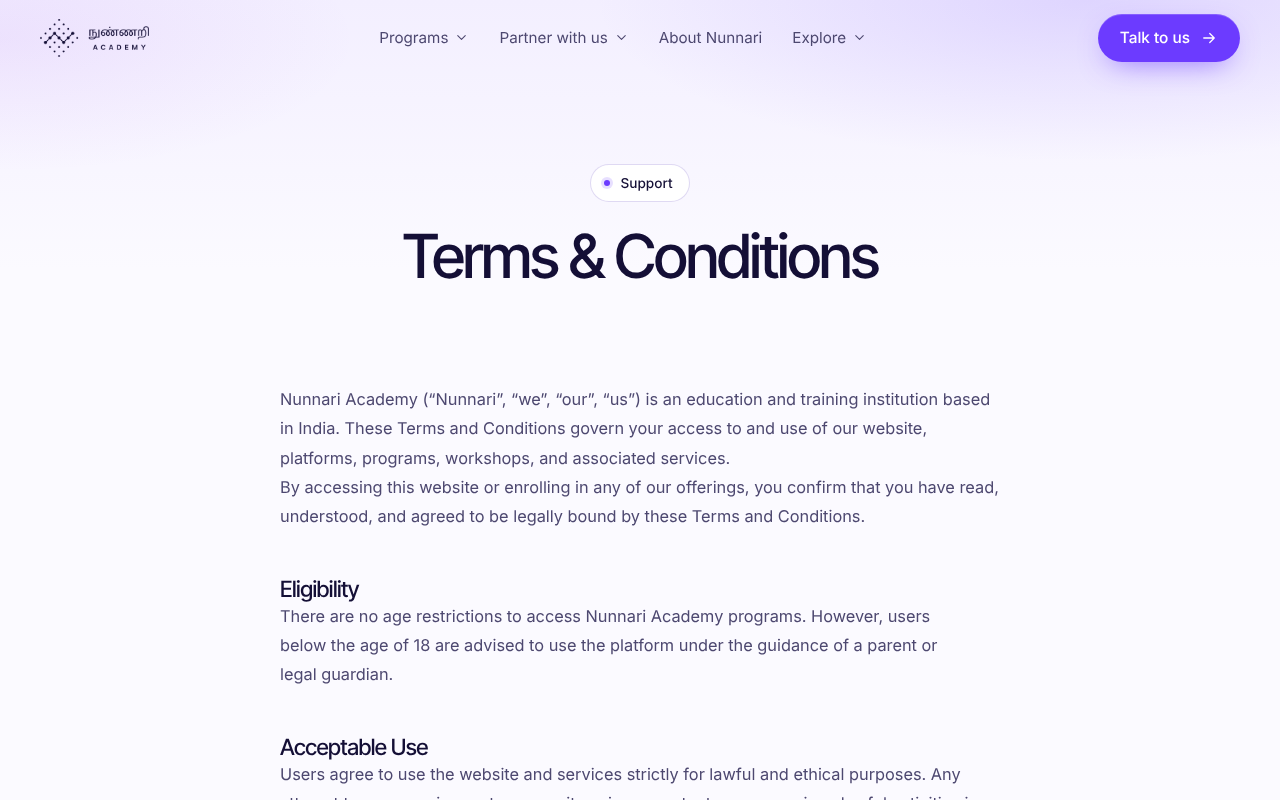 நுண்ணறி
ACADEMY
Programs
Partner with us
About Nunnari
Explore
Talk to us
Support
Terms & Conditions
Nunnari Academy (“Nunnari”, “we”, “our”, “us”) is an education and training institution based
in India. These Terms and Conditions govern your access to and use of our website,
platforms, programs, workshops, and associated services.
By accessing this website or enrolling in any of our offerings, you confirm that you have read,
understood, and agreed to be legally bound by these Terms and Conditions.
Eligibility
There are no age restrictions to access Nunnari Academy programs. However, users
below the age of 18 are advised to use the platform under the guidance of a parent or
legal guardian.
Acceptable Use
Users agree to use the website and services strictly for lawful and ethical purposes. Any